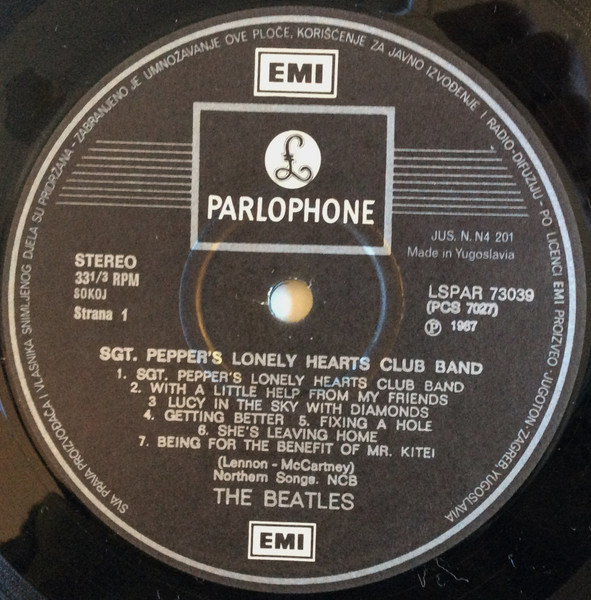 SVA PRAVA PROIZVOĐAČA I VLASNIKA SNIMLJENOG DJELA SU PRIDRŽANA - ZABRANJENO JE UMNOŽAVANJE OVE PLOČE, KORIŠĆENJE ZA JAVNO IZVOĐENJE I RADIO-DIFUZIJU - PO LICENCI EMI PROIZVEO - JUGOTON - ZAGREB, YUGOSLAVIA
EMI
£
PARLOPHONE
JUS. N. N4 201
Made in Yugoslavia
STEREO
33 1/3 RPM
SOKOJ
Strana 1
LSPAR 73039
(PCS 7027)
Ⓟ 1967
SGT. PEPPER'S LONELY HEARTS CLUB BAND
1. SGT. PEPPER'S LONELY HEARTS CLUB BAND
2. WITH A LITTLE HELP FROM MY FRIENDS
3 LUCY IN THE SKY WITH DIAMONDS
4. GETTING BETTER 5. FIXING A HOLE
6. SHE'S LEAVING HOME
7. BEING FOR THE BENEFIT OF MR. KITE!
(Lennon - McCartney)
Northern Songs. NCB
THE BEATLES
EMI